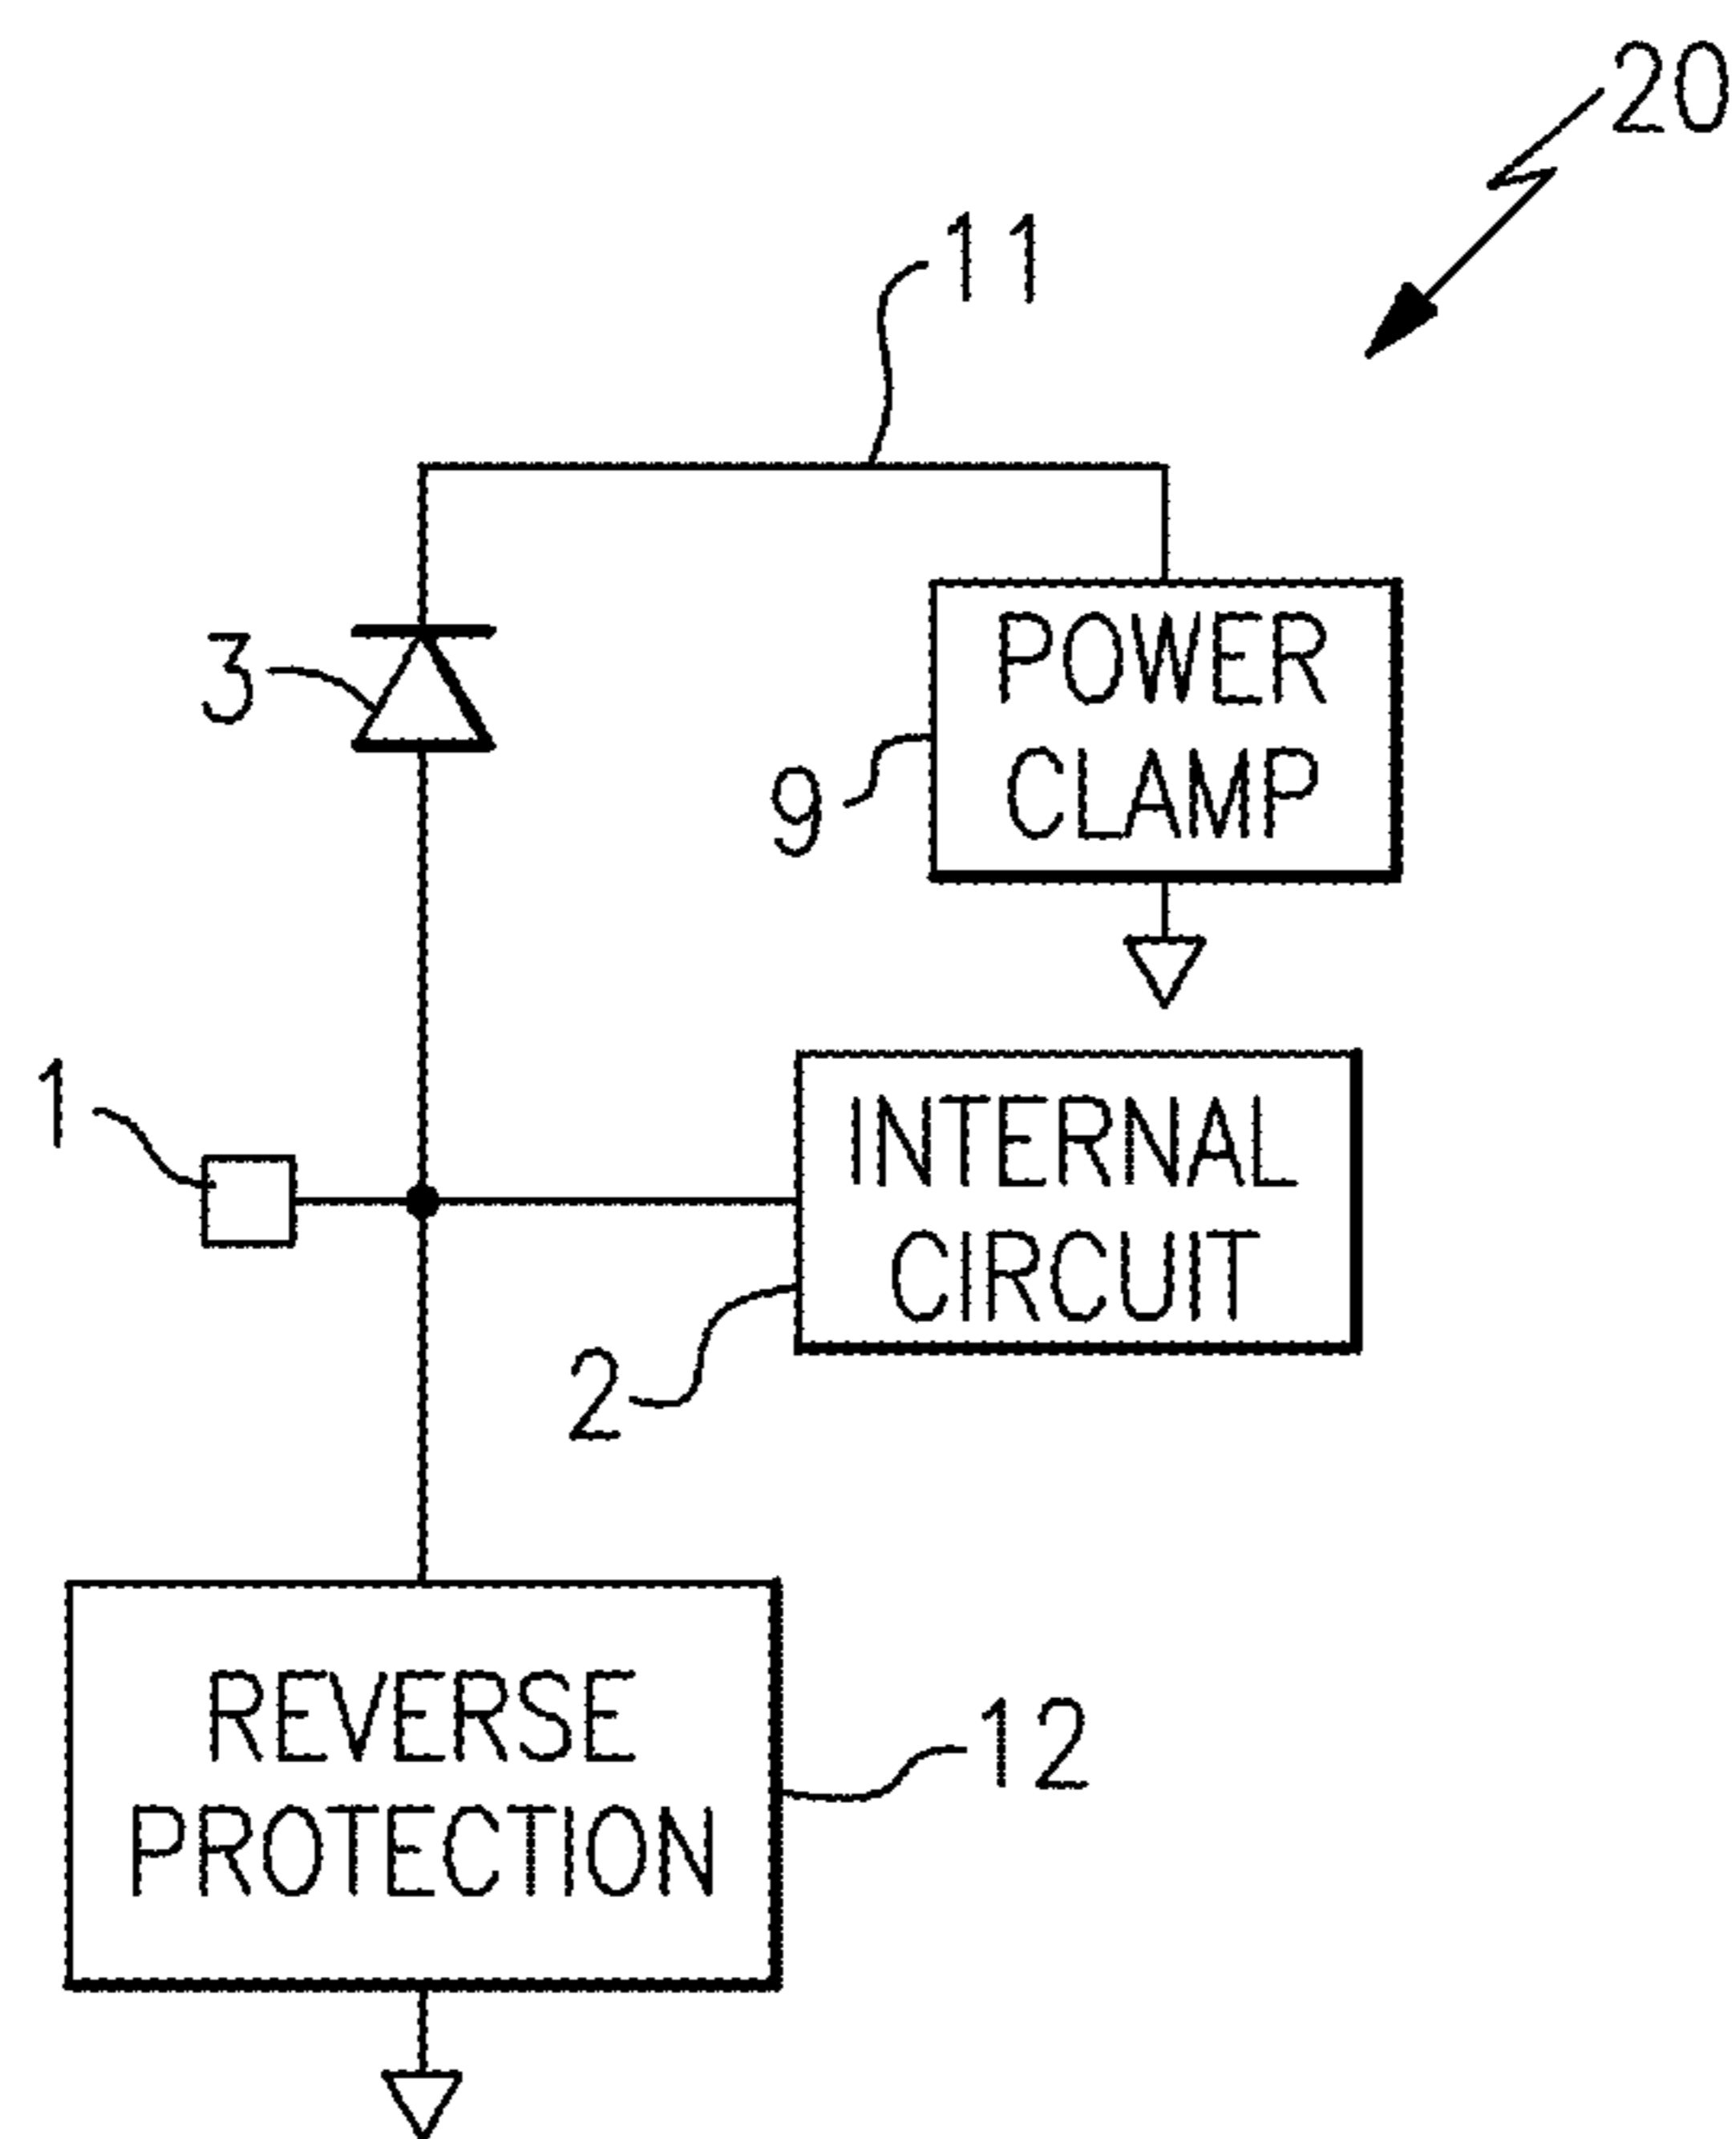 20
11
3
POWER
CLAMP
9
1
INTERNAL
CIRCUIT
2
REVERSE
PROTECTION
12